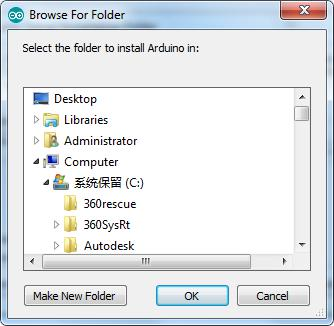 Browse For Folder
Select the folder to install Arduino in:
Desktop
Libraries
Administrator
Computer
系统保留 (C:)
360rescue
360SysRt
Autodesk
Make New Folder
OK
Cancel